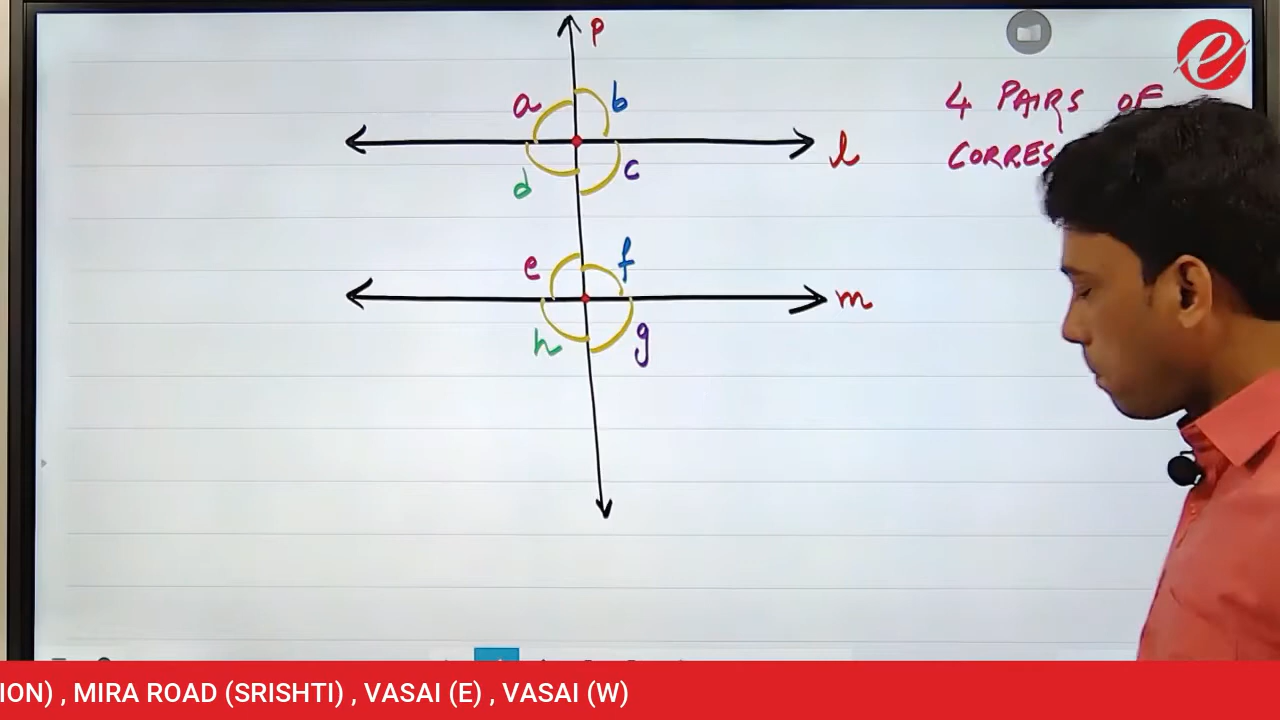 p
a b
l
d c
e f
m
h g
4 PAIRS OF
CORRES
ION) , MIRA ROAD (SRISHTI) , VASAI (E) , VASAI (W)